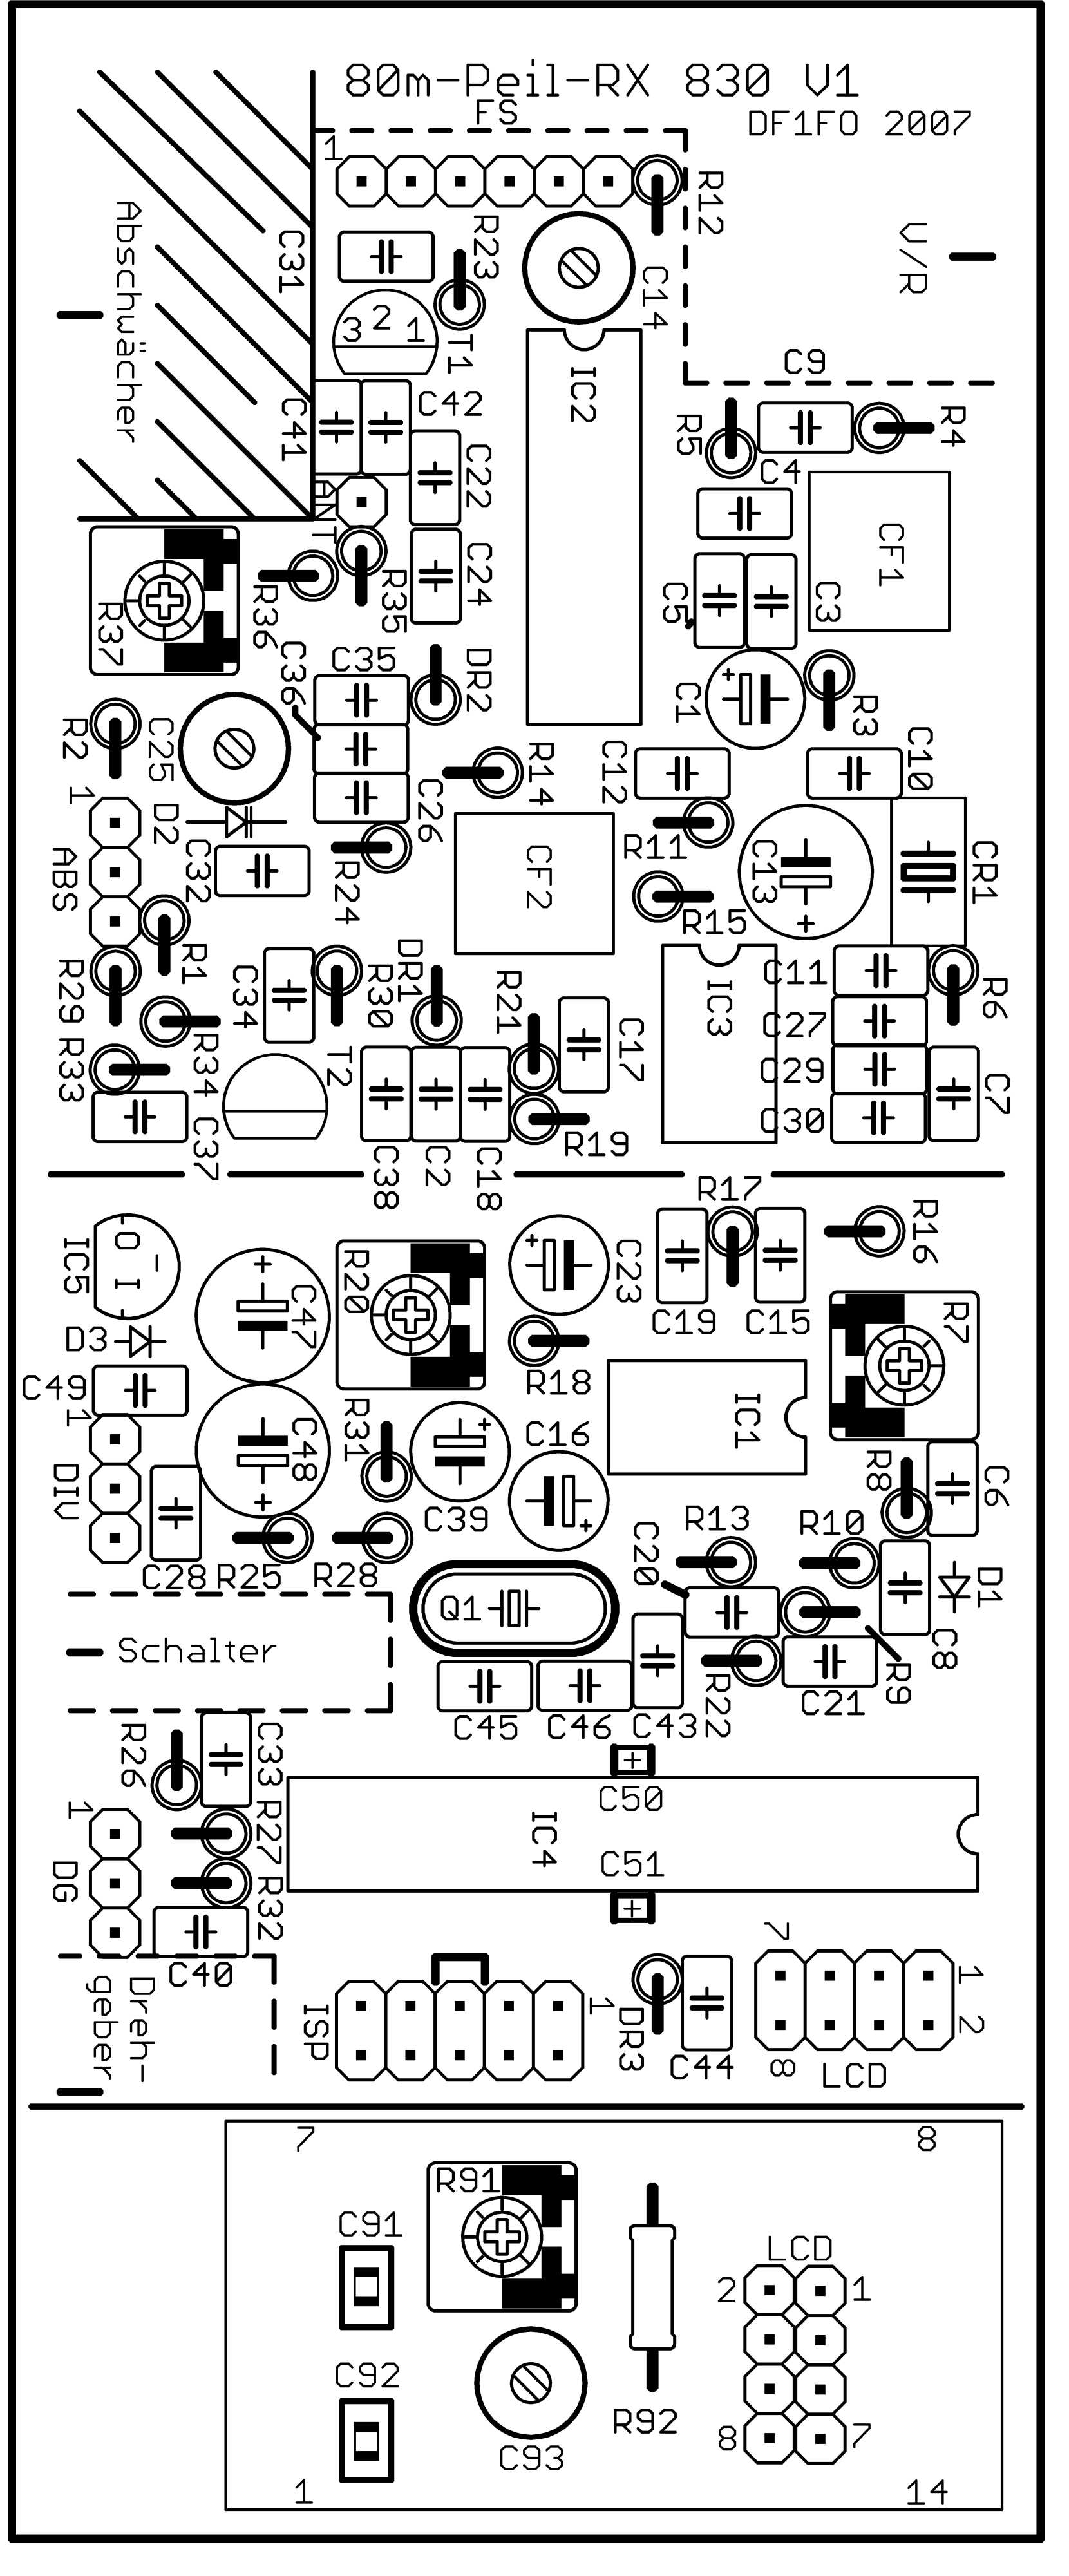 80m-Peil-RX 830 V1
FS
DF1FO 2007
1
R12
Abschwächer
C31
R23
C14
V/R
3 2 1
T1
IC2
C9
C41
C42
R5
R4
C22
C4
ANT
CF1
C24
R37
R36
R35
C5
C3
C36
C35
DR2
C1
R3
R2
C25
R14
C12
C10
1
D2
C26
R11
ABS
C32
R24
CF2
C13
CR1
R15
R1
R29
C34
R30
DR1
R21
IC3
C11
R6
C17
C27
R33
R34
T2
C29
C7
C30
C37
R19
C38
C2
C18
R17
R16
IC5
O - I
C47
R20
C23
C19
C15
R7
D3
R18
C49
1
R31
IC1
C48
C16
DIV
R8
C6
C39
R13
R10
C28
R25
R28
C20
Q1
D1
Schalter
C8
R9
R22
C21
C45
C46
C43
R26
C33
C50
1
R27
IC4
DG
C51
R32
7
C40
1
Dreh-
geber
ISP
1
DR3
2
C44
8
LCD
7
8
R91
C91
LCD
2
1
C92
R92
8
7
C93
1
14